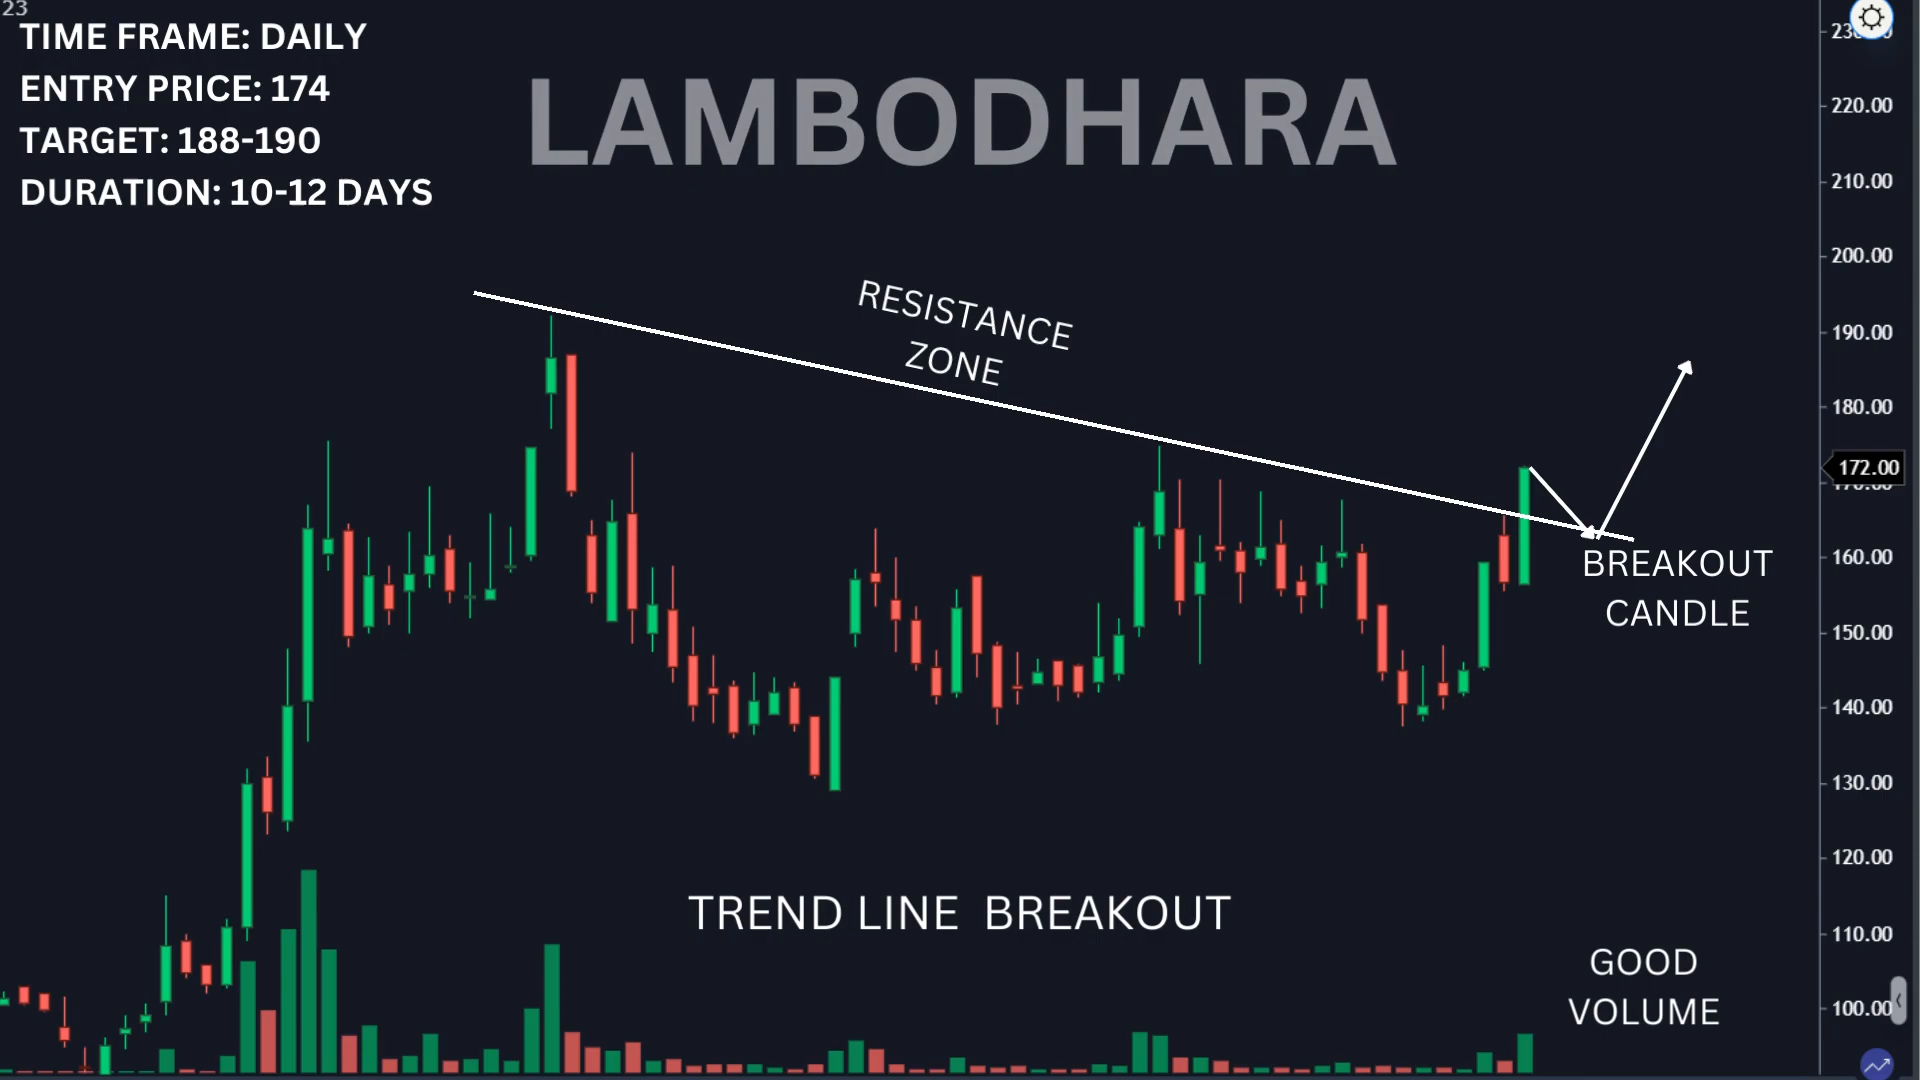 23
TIME FRAME: DAILY
ENTRY PRICE: 174
TARGET: 188-190
DURATION: 10-12 DAYS
LAMBODHARA
RESISTANCE
ZONE
BREAKOUT
CANDLE
TREND LINE BREAKOUT
GOOD
VOLUME
220.00
210.00
200.00
190.00
180.00
172.00
160.00
150.00
140.00
130.00
120.00
110.00
100.00